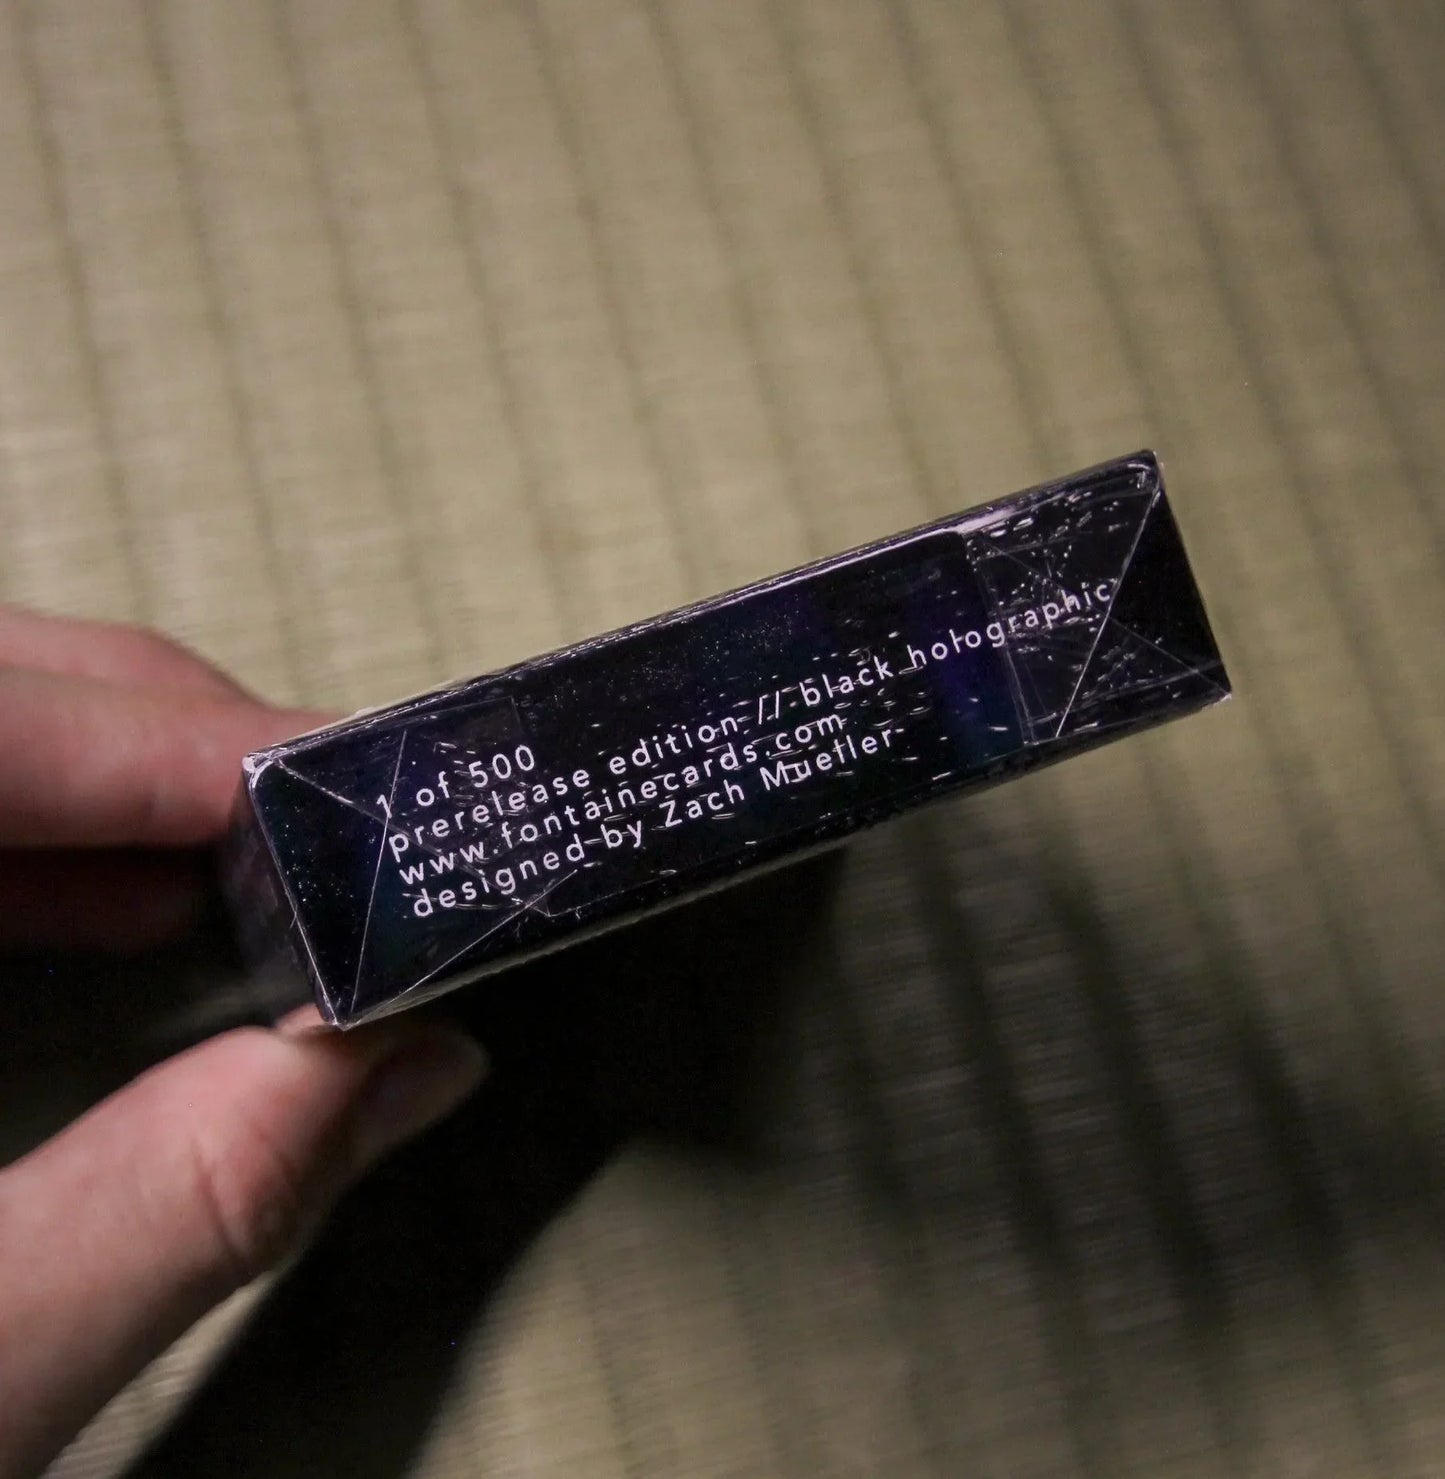 1 of 500
prerelease edition // black holographic
www.fontainecards.com
designed by Zach Mueller